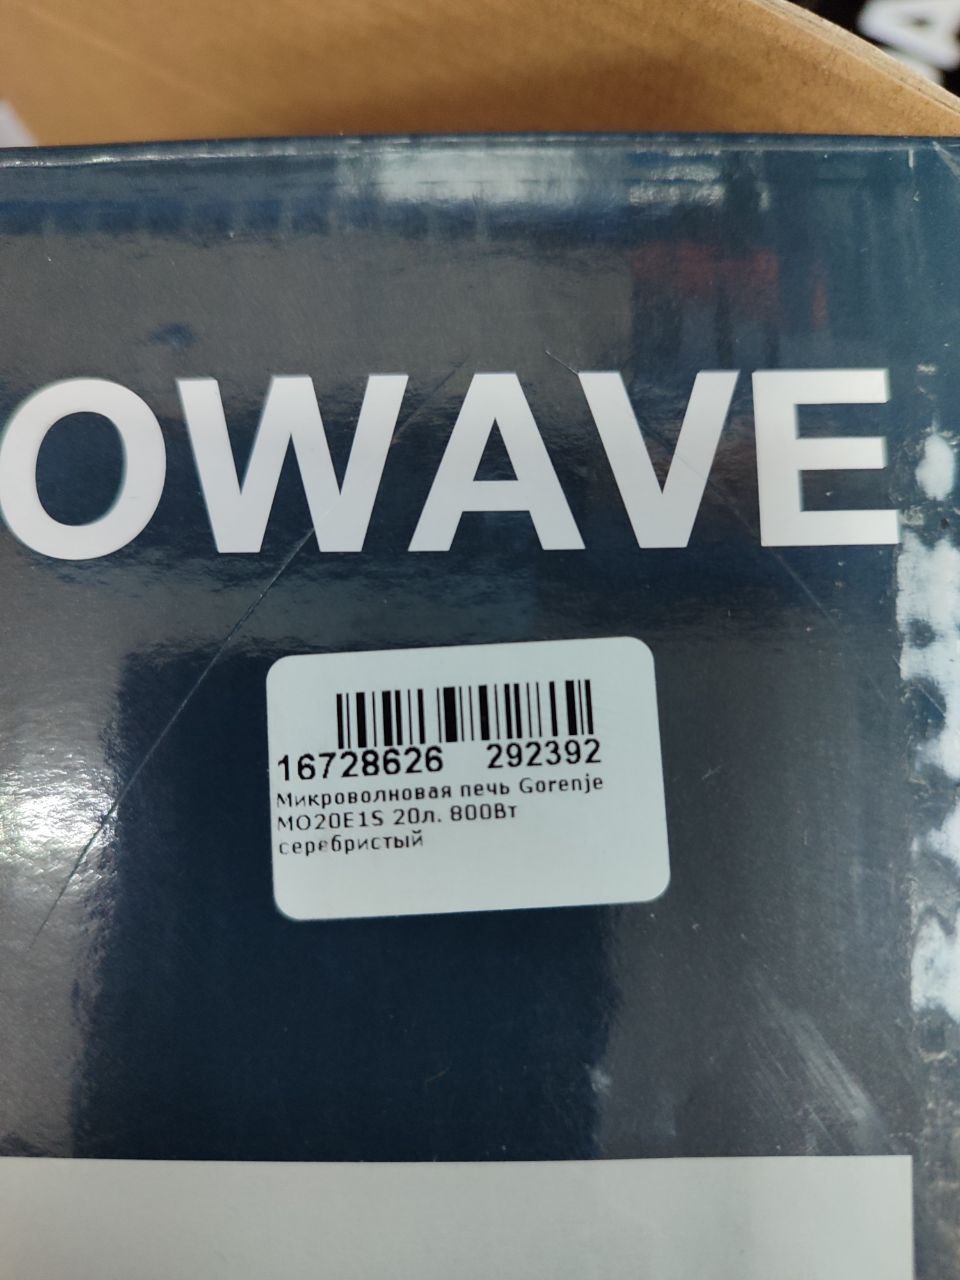 OWAVE
16728626 292392
Микроволновая печь Gorenje
MO20E1S 20л. 800Вт
серебристый